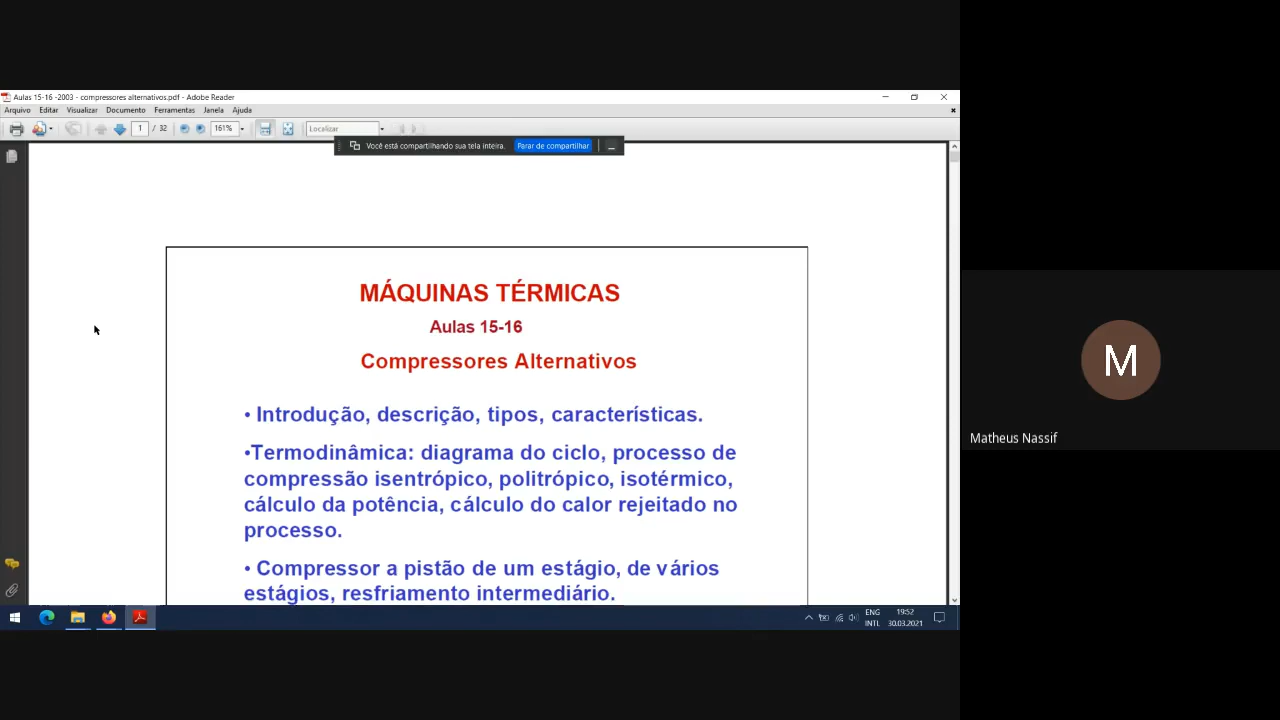 Aulas 15-16 -2003 - compressores alternativos.pdf - Adobe Reader
Arquivo Editar Visualizar Documento Ferramentas Janela Ajuda
1 / 32 161% Localizar
Você está compartilhando sua tela inteira. Parar de compartilhar
MÁQUINAS TÉRMICAS
Aulas 15-16
Compressores Alternativos
• Introdução, descrição, tipos, características.
•Termodinâmica: diagrama do ciclo, processo de
compressão isentrópico, politrópico, isotérmico,
cálculo da potência, cálculo do calor rejeitado no
processo.
• Compressor a pistão de um estágio, de vários
estágios, resfriamento intermediário.
M
Matheus Nassif
ENG 19:52
INTL 30.03.2021